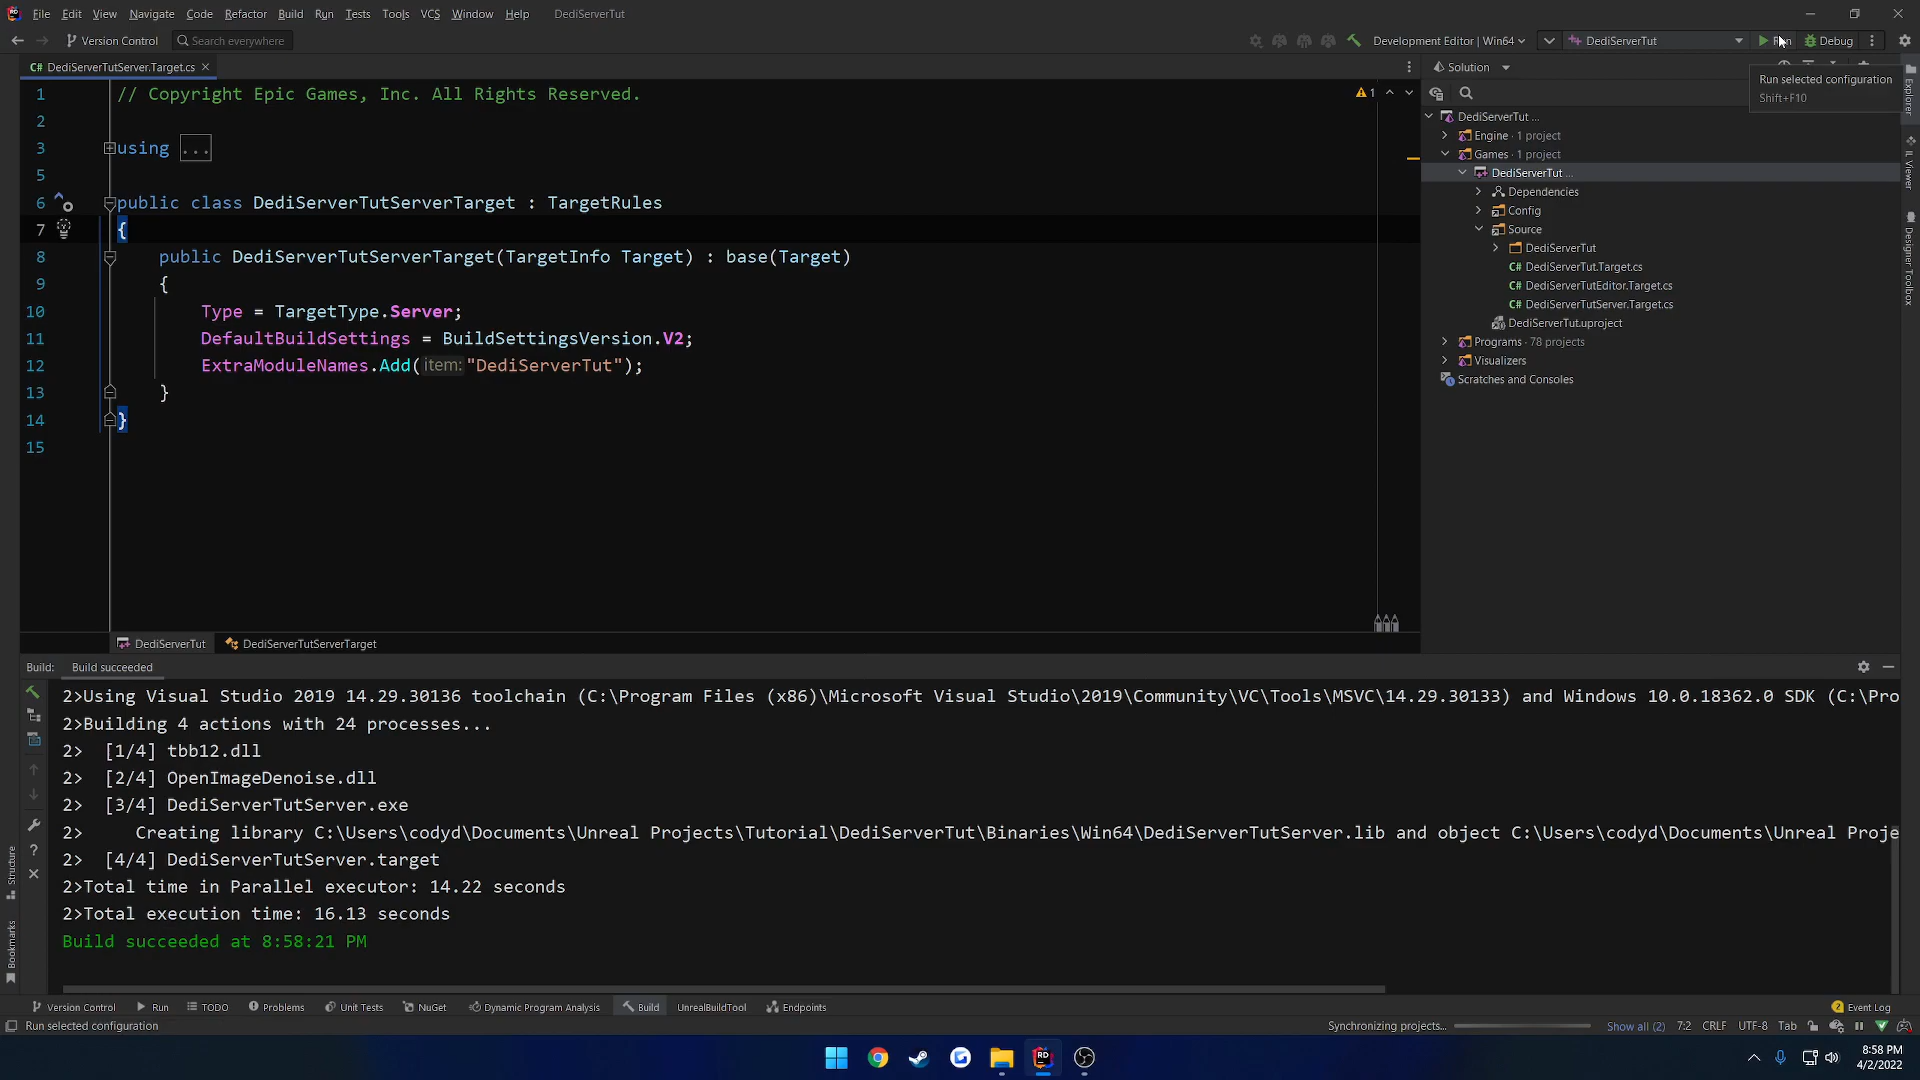 File Edit View Navigate Code Refactor Build Run Tests Tools VCS Window Help DediServerTut
Version Control Search everywhere Development Editor | Win64 DediServerTut Run Debug
DediServerTutServer.Target.cs
Solution
Run selected configuration
Shift+F10
1 // Copyright Epic Games, Inc. All Rights Reserved.
1
2
3 using ...
4
5
6 public class DediServerTutServerTarget : TargetRules
7 {
8 public DediServerTutServerTarget(TargetInfo Target) : base(Target)
9 {
10 Type = TargetType.Server;
11 DefaultBuildSettings = BuildSettingsVersion.V2;
12 ExtraModuleNames.Add(item: "DediServerTut");
13 }
14 }
15
DediServerTut ...
Engine · 1 project
Games · 1 project
DediServerTut ...
Dependencies
Config
Source
DediServerTut
DediServerTut.Target.cs
DediServerTutEditor.Target.cs
DediServerTutServer.Target.cs
DediServerTut.uproject
Programs · 78 projects
Visualizers
Scratches and Consoles
Explorer
IL Viewer
Designer Toolbox
DediServerTut DediServerTutServerTarget
Build: Build succeeded
2>Using Visual Studio 2019 14.29.30136 toolchain (C:\Program Files (x86)\Microsoft Visual Studio\2019\Community\VC\Tools\MSVC\14.29.30133) and Windows 10.0.18362.0 SDK (C:\Pro
2>Building 4 actions with 24 processes...
2> [1/4] tbb12.dll
2> [2/4] OpenImageDenoise.dll
2> [3/4] DediServerTutServer.exe
2> Creating library C:\Users\codyd\Documents\Unreal Projects\Tutorial\DediServerTut\Binaries\Win64\DediServerTutServer.lib and object C:\Users\codyd\Documents\Unreal Proje
2> [4/4] DediServerTutServer.target
2>Total time in Parallel executor: 14.22 seconds
2>Total execution time: 16.13 seconds
Build succeeded at 8:58:21 PM
Structure
Bookmarks
Version Control Run TODO Problems Unit Tests NuGet Dynamic Program Analysis Build UnrealBuildTool Endpoints 2 Event Log
Run selected configuration Synchronizing projects... Show all (2) 7:2 CRLF UTF-8 Tab
8:58 PM
4/2/2022